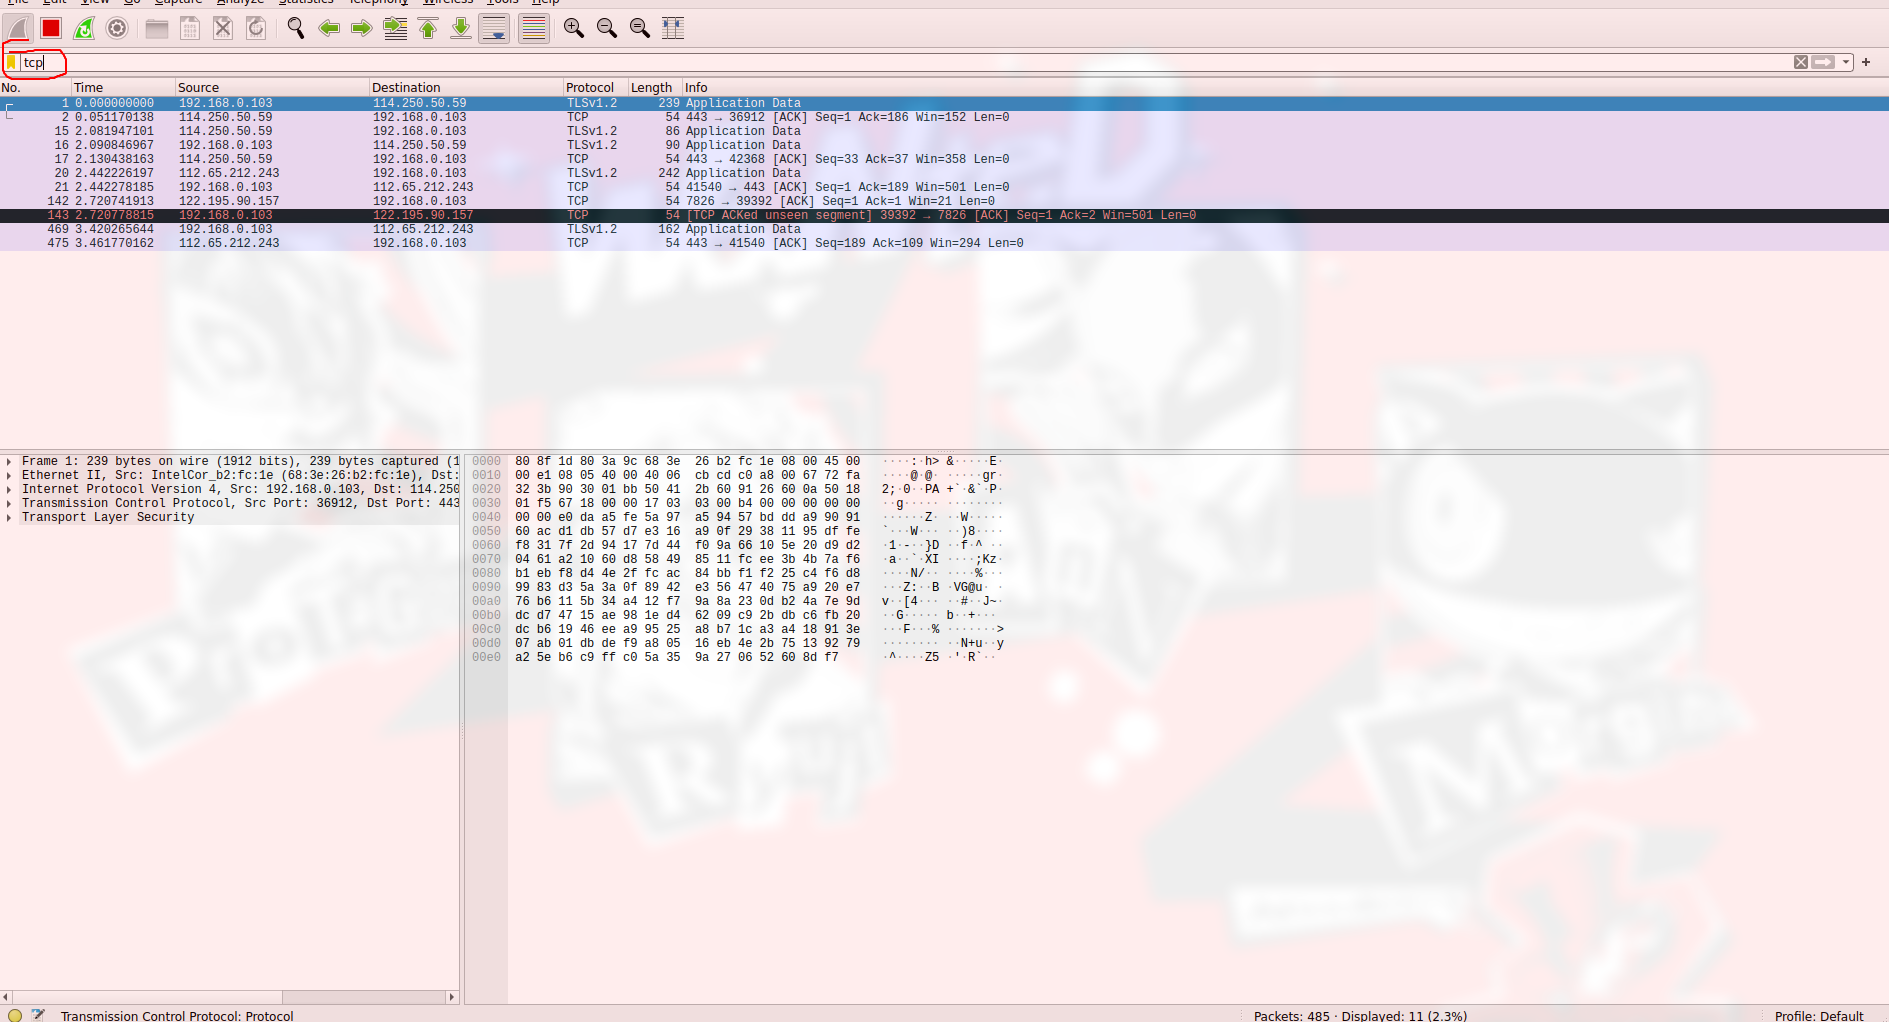 File Edit View Go Capture Analyze Statistics Telephony Wireless Tools Help
tcp
No. Time Source Destination Protocol Length Info
1 0.000000000 192.168.0.103 114.250.50.59 TLSv1.2 239 Application Data
2 0.051170138 114.250.50.59 192.168.0.103 TCP 54 443 → 36912 [ACK] Seq=1 Ack=186 Win=152 Len=0
15 2.081947101 114.250.50.59 192.168.0.103 TLSv1.2 86 Application Data
16 2.090846967 192.168.0.103 114.250.50.59 TLSv1.2 90 Application Data
17 2.130438163 114.250.50.59 192.168.0.103 TCP 54 443 → 42368 [ACK] Seq=33 Ack=37 Win=358 Len=0
20 2.442226197 112.65.212.243 192.168.0.103 TLSv1.2 242 Application Data
21 2.442278185 192.168.0.103 112.65.212.243 TCP 54 41540 → 443 [ACK] Seq=1 Ack=189 Win=501 Len=0
142 2.720741913 122.195.90.157 192.168.0.103 TCP 54 7826 → 39392 [ACK] Seq=1 Ack=1 Win=21 Len=0
143 2.720778815 192.168.0.103 122.195.90.157 TCP 54 [TCP ACKed unseen segment] 39392 → 7826 [ACK] Seq=1 Ack=2 Win=501 Len=0
469 3.420265644 192.168.0.103 112.65.212.243 TLSv1.2 162 Application Data
475 3.461770162 112.65.212.243 192.168.0.103 TCP 54 443 → 41540 [ACK] Seq=189 Ack=109 Win=294 Len=0
Frame 1: 239 bytes on wire (1912 bits), 239 bytes captured (1
Ethernet II, Src: IntelCor_b2:fc:1e (68:3e:26:b2:fc:1e), Dst:
Internet Protocol Version 4, Src: 192.168.0.103, Dst: 114.250
Transmission Control Protocol, Src Port: 36912, Dst Port: 443
Transport Layer Security
0000 80 8f 1d 80 3a 9c 68 3e 26 b2 fc 1e 08 00 45 00 ····:·h> &·····E·
0010 00 e1 08 05 40 00 40 06 cb cd c0 a8 00 67 72 fa ····@·@· ·····gr·
0020 32 3b 90 30 01 bb 50 41 2b 60 91 26 60 0a 50 18 2;·0··PA +`·&`·P·
0030 01 f5 67 18 00 00 17 03 03 00 b4 00 00 00 00 00 ··g····· ········
0040 00 00 e0 da a5 fe 5a 97 a5 94 57 bd dd a9 90 91 ······Z· ··W·····
0050 60 ac d1 db 57 d7 e3 16 a9 0f 29 38 11 95 df fe `···W··· ··)8····
0060 f8 31 7f 2d 94 17 7d 44 f0 9a 66 10 5e 20 d9 d2 ·1·-··}D ··f·^ ··
0070 04 61 a2 10 60 d8 58 49 85 11 fc ee 3b 4b 7a f6 ·a··`·XI ····;Kz·
0080 b1 eb f8 d4 4e 2f fc ac 84 bb f1 f2 25 c4 f6 d8 ····N/·· ····%···
0090 99 83 d3 5a 3a 0f 89 42 e3 56 47 40 75 a9 20 e7 ···Z:··B ·VG@u· ·
00a0 76 b6 11 5b 34 a4 12 f7 9a 8a 23 0d b2 4a 7e 9d v··[4··· ··#··J~·
00b0 dc d7 47 15 ae 98 1e d4 62 09 c9 2b db c6 fb 20 ··G····· b··+···
00c0 dc b6 19 46 ee a9 95 25 a8 b7 1c a3 a4 18 91 3e ···F···% ·······>
00d0 07 ab 01 db de f9 a8 05 16 eb 4e 2b 75 13 92 79 ········ ··N+u··y
00e0 a2 5e b6 c9 ff c0 5a 35 9a 27 06 52 60 8d f7 ·^····Z5 ·'·R`··
Transmission Control Protocol: Protocol
Packets: 485 · Displayed: 11 (2.3%)
Profile: Default